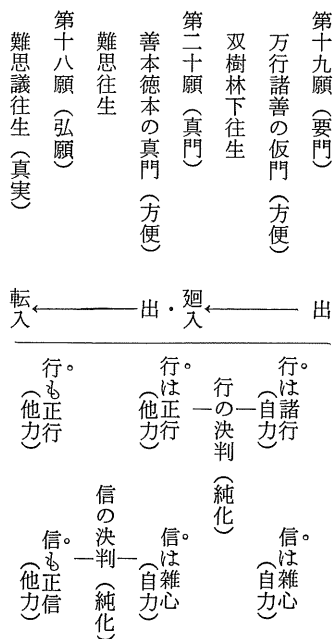 第十九願（要門）
万行諸善の仮門（方便）
双樹林下往生
第二十願（真門）
善本徳本の真門（方便）
難思往生
第十八願（弘願）
難思議往生（真実）
出
廻入
・
出
転入
行は諸行
（自力）
行の決判（純化）
行は正行
（他力）
行も正行
（他力）
信は雑心
（自力）
信は雑心
（自力）
信の決判（純化）
信も正信
（他力）